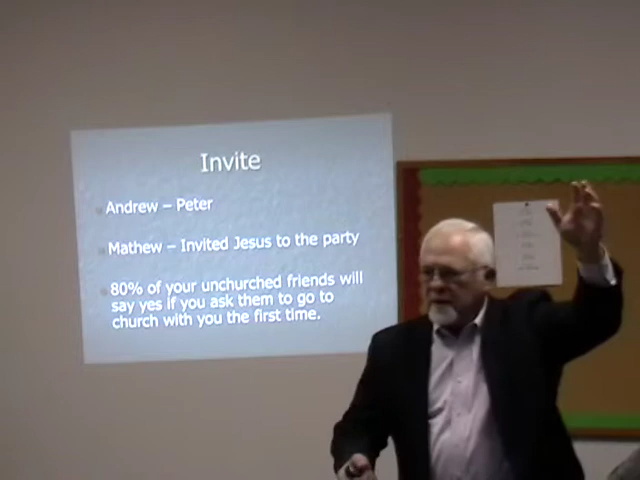 Invite
Andrew – Peter
Mathew – Invited Jesus to the party
80% of your unchurched friends will
say yes if you ask them to go to
church with you the first time.